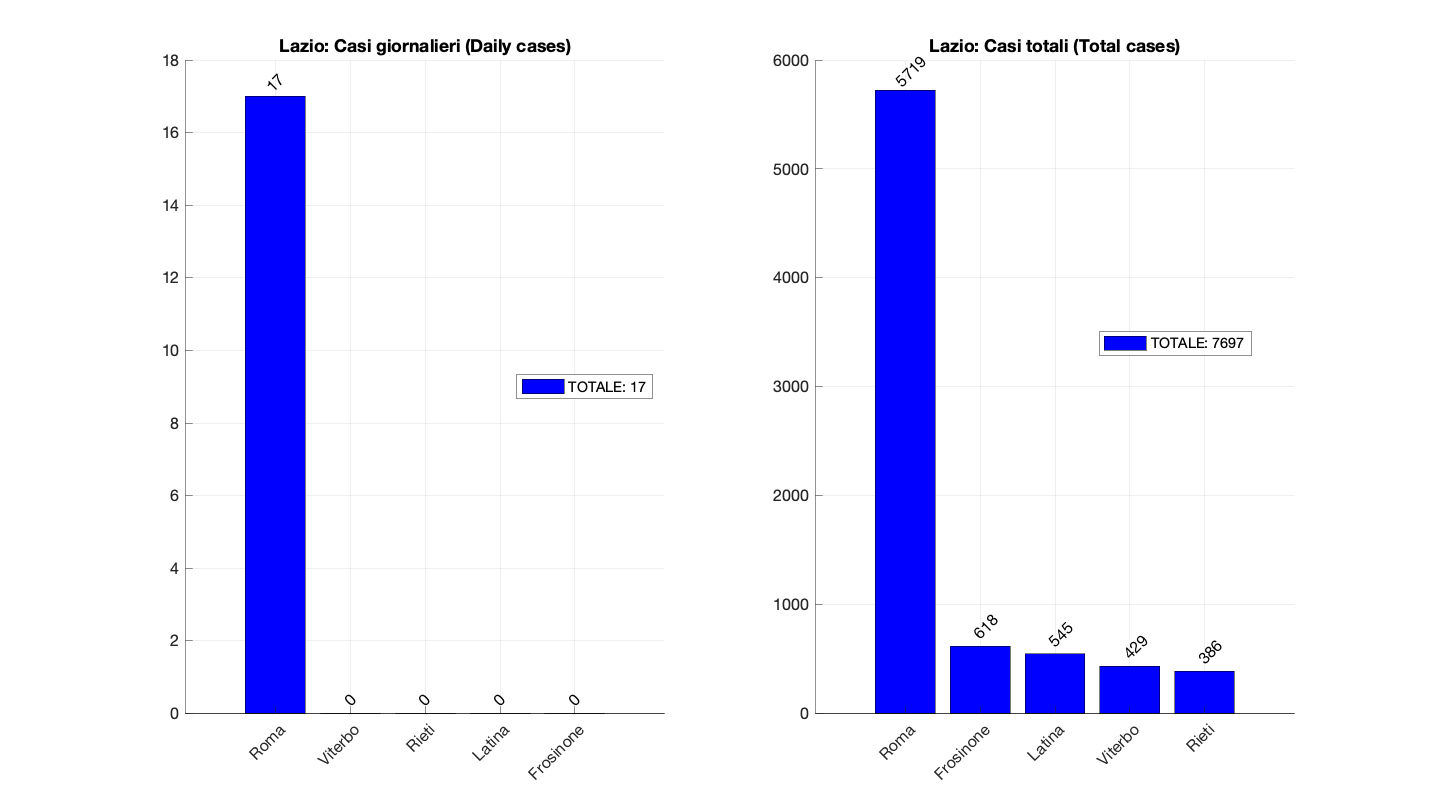 Lazio: Casi giornalieri (Daily cases)
18
16
14
12
10
8
6
4
2
0
17
0
0
0
0
TOTALE: 17
Roma
Viterbo
Rieti
Latina
Frosinone
Lazio: Casi totali (Total cases)
6000
5000
4000
3000
2000
1000
0
5719
618
545
429
386
TOTALE: 7697
Roma
Frosinone
Latina
Viterbo
Rieti